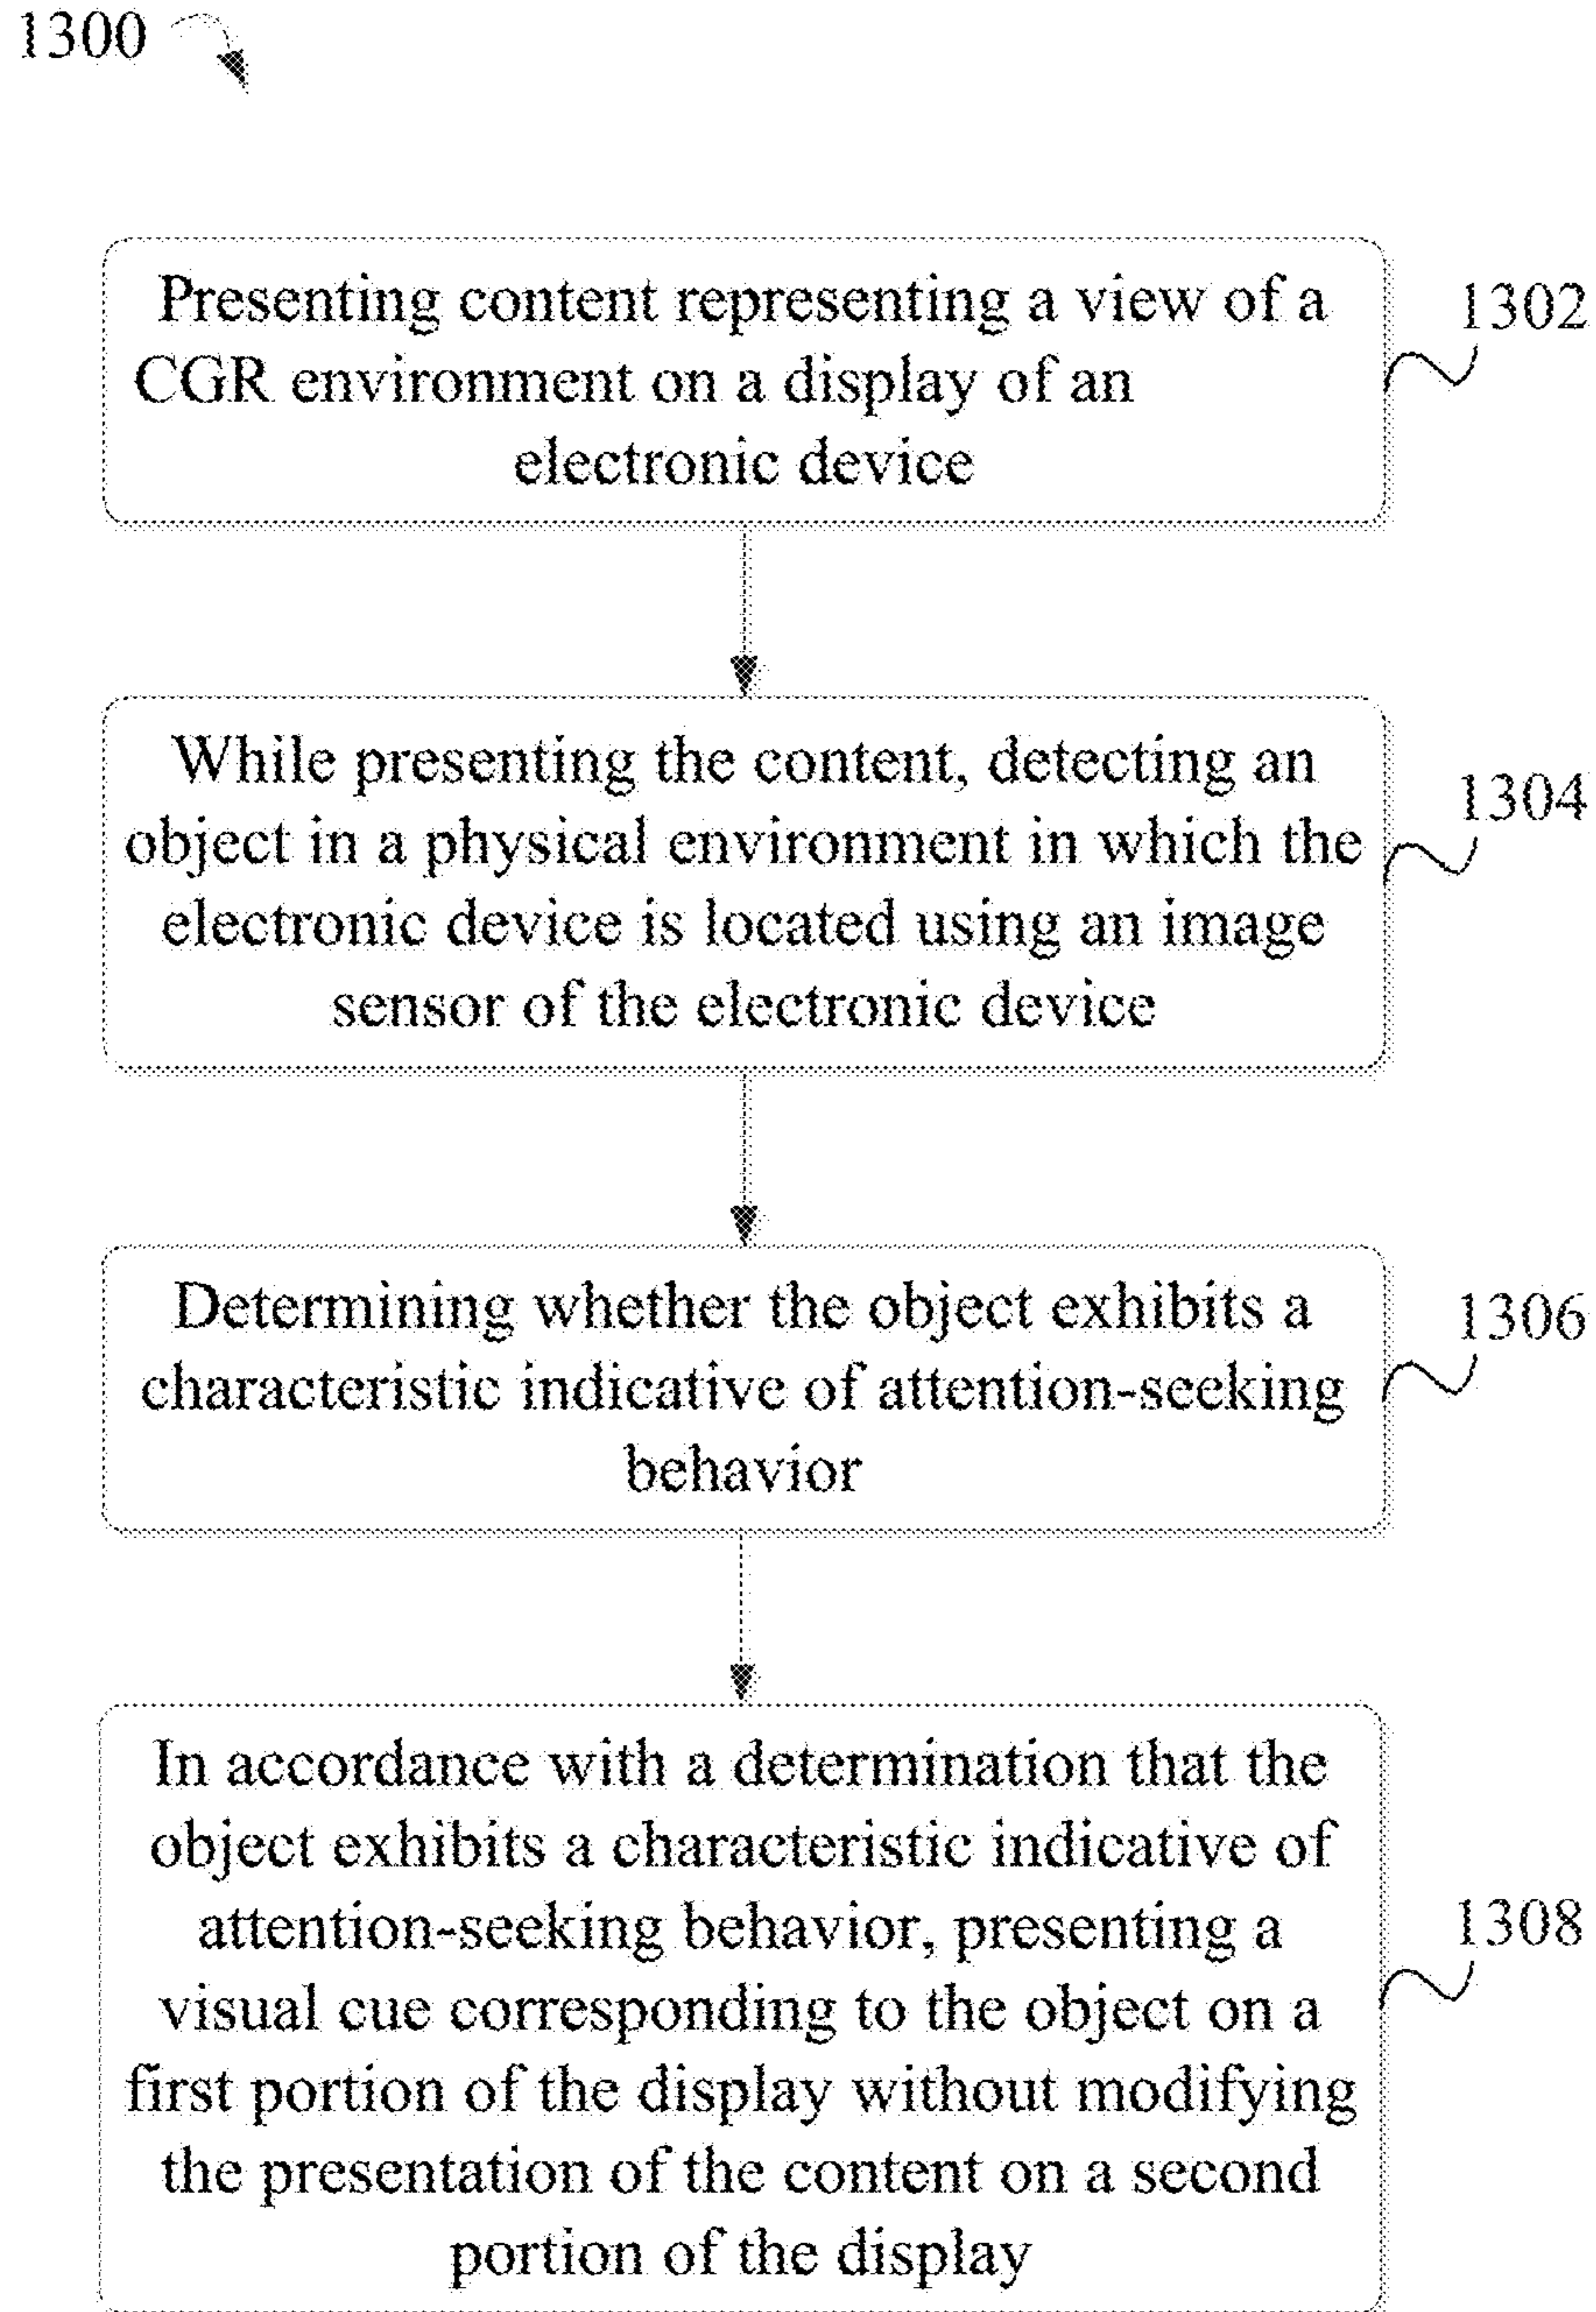 1300
Presenting content representing a view of a
CGR environment on a display of an
electronic device
1302
While presenting the content, detecting an
object in a physical environment in which the
electronic device is located using an image
sensor of the electronic device
1304
Determining whether the object exhibits a
characteristic indicative of attention-seeking
behavior
1306
In accordance with a determination that the
object exhibits a characteristic indicative of
attention-seeking behavior, presenting a
visual cue corresponding to the object on a
first portion of the display without modifying
the presentation of the content on a second
portion of the display
1308